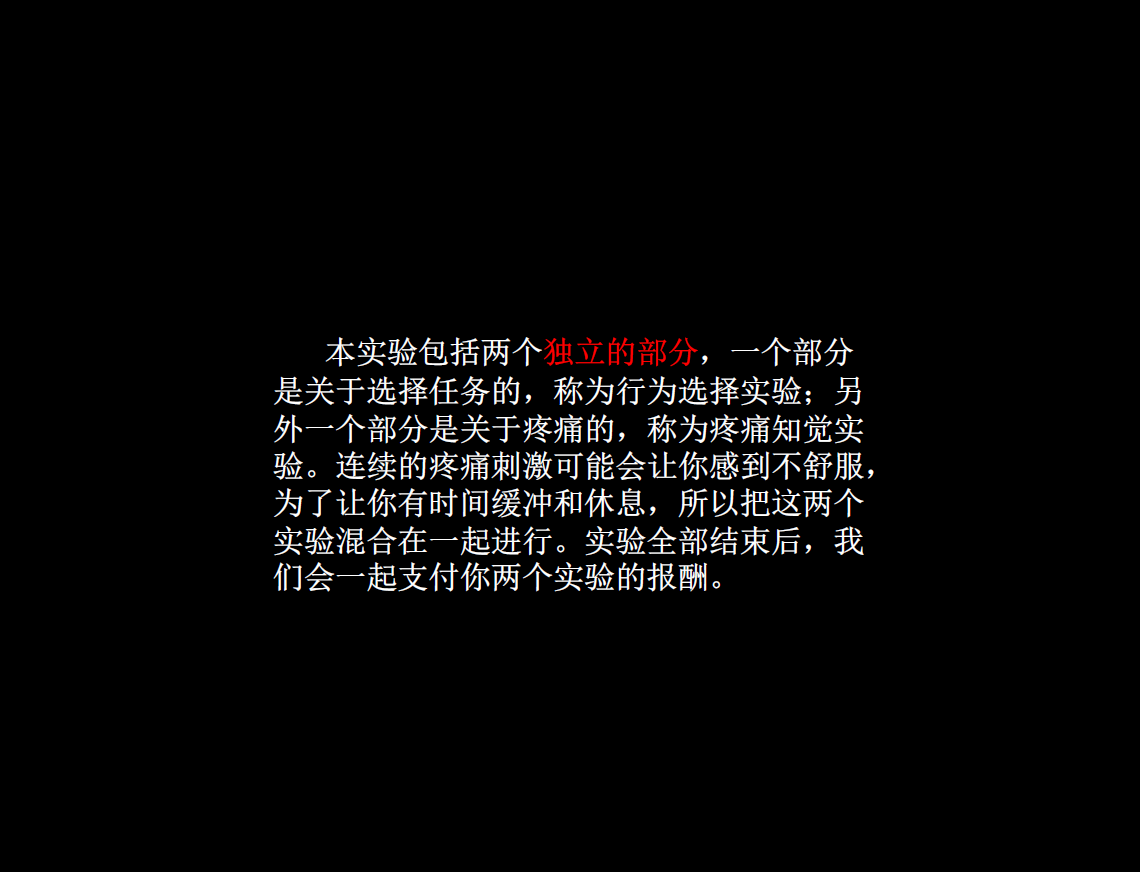 本实验包括两个独立的部分，一个部分
是关于选择任务的，称为行为选择实验；另
外一个部分是关于疼痛的，称为疼痛知觉实
验。连续的疼痛刺激可能会让你感到不舒服，
为了让你有时间缓冲和休息，所以把这两个
实验混合在一起进行。实验全部结束后，我
们会一起支付你两个实验的报酬。